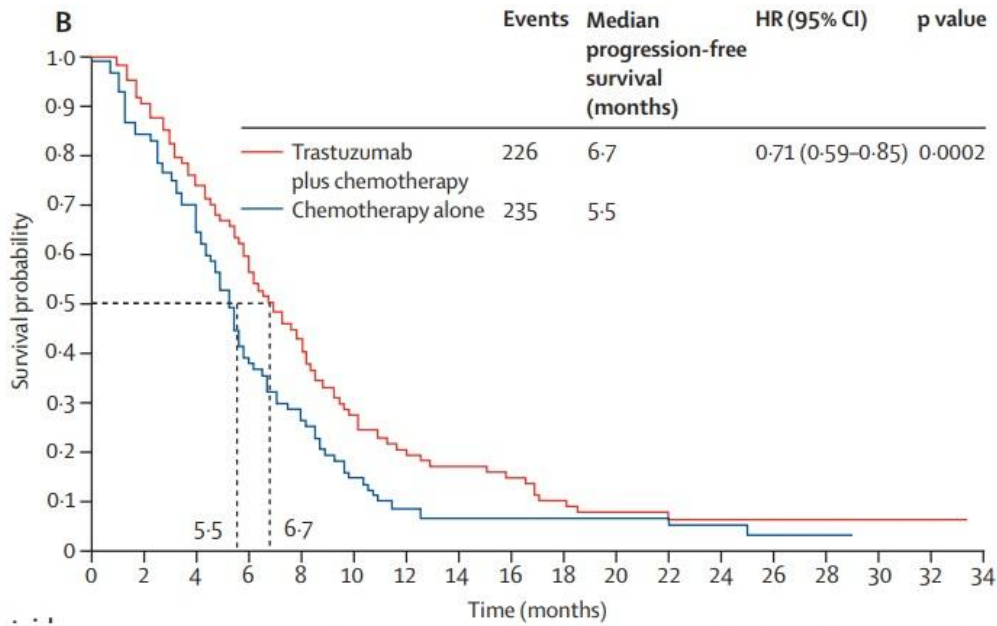 B
Events Median progression-free survival (months) HR (95% CI) p value
Trastuzumab plus chemotherapy 226 6·7 0·71 (0·59–0·85) 0·0002
Chemotherapy alone 235 5·5
Survival probability
1·0
0·9
0·8
0·7
0·6
0·5
0·4
0·3
0·2
0·1
0
5·5 6·7
0 2 4 6 8 10 12 14 16 18 20 22 24 26 28 30 32 34
Time (months)